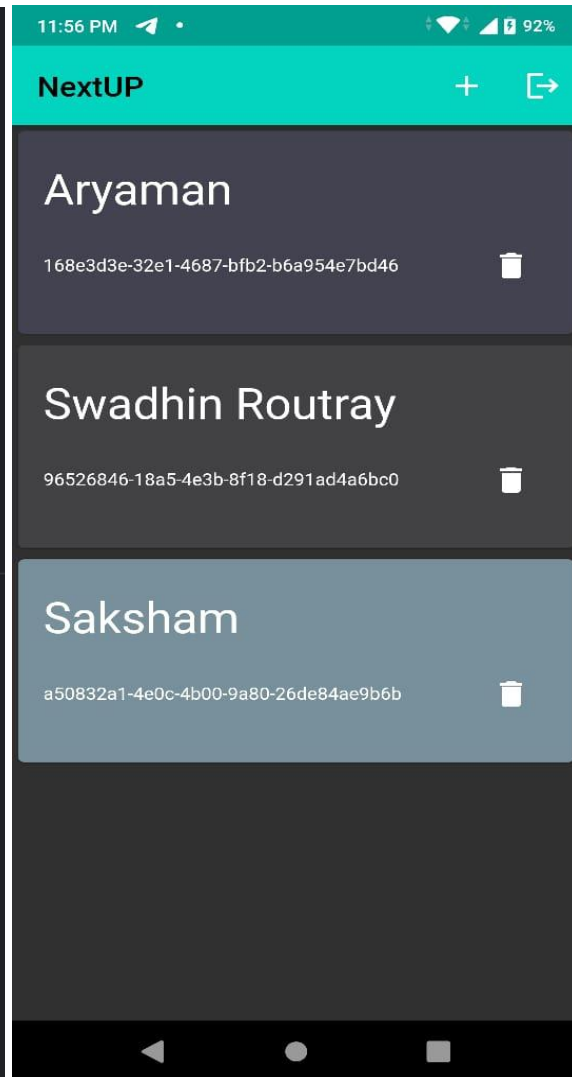 11:56 PM 92%
NextUP
Aryaman
168e3d3e-32e1-4687-bfb2-b6a954e7bd46
Swadhin Routray
96526846-18a5-4e3b-8f18-d291ad4a6bc0
Saksham
a50832a1-4e0c-4b00-9a80-26de84ae9b6b